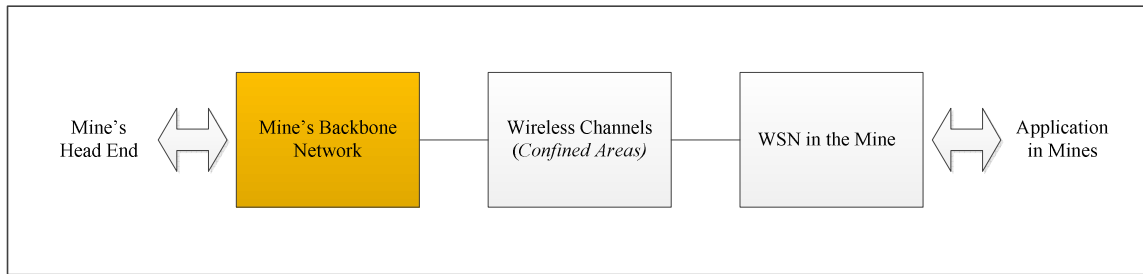 Mine’s
Head End
Mine’s Backbone
Network
Wireless Channels
(Confined Areas)
WSN in the Mine
Application
in Mines